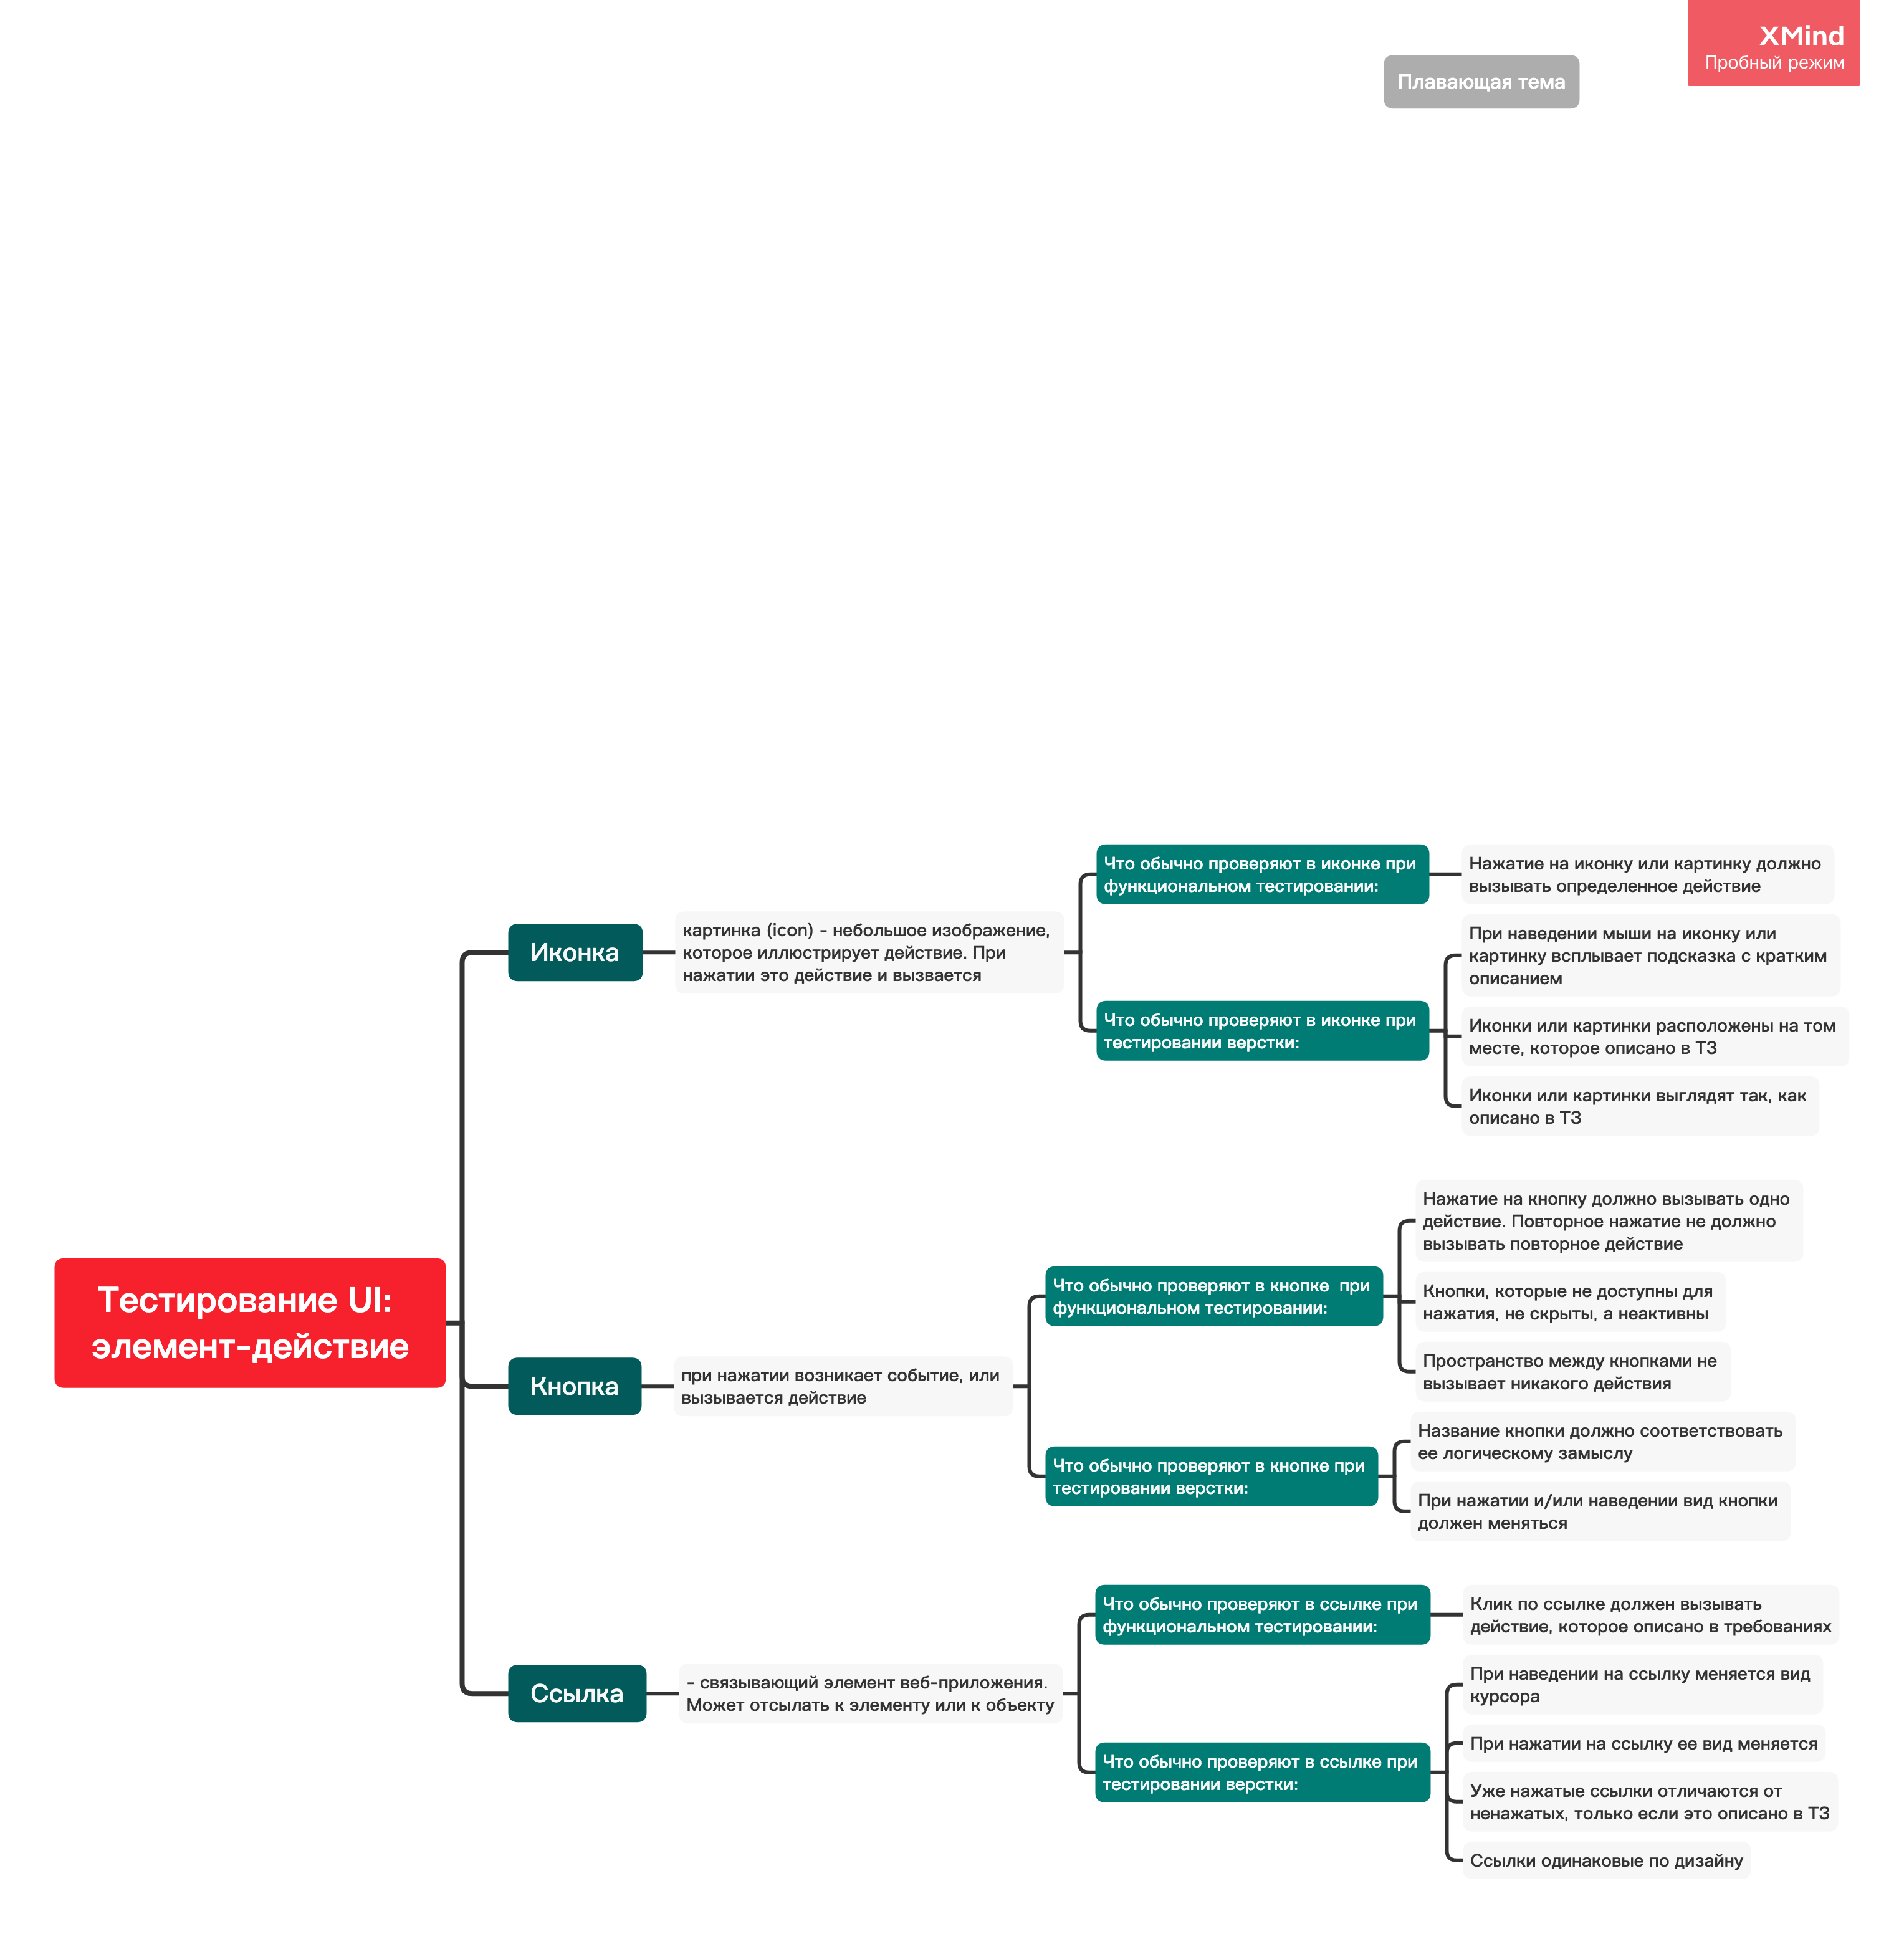 XMind
Пробный режим
Плавающая тема
Тестирование UI:
элемент-действие
Иконка
картинка (icon) - небольшое изображение,
которое иллюстрирует действие. При
нажатии это действие и вызвается
Что обычно проверяют в иконке при
функциональном тестировании:
Нажатие на иконку или картинку должно
вызывать определенное действие
Что обычно проверяют в иконке при
тестировании верстки:
При наведении мыши на иконку или
картинку всплывает подсказка с кратким
описанием
Иконки или картинки расположены на том
месте, которое описано в ТЗ
Иконки или картинки выглядят так, как
описано в ТЗ
Кнопка
при нажатии возникает событие, или
вызывается действие
Что обычно проверяют в кнопке  при
функциональном тестировании:
Нажатие на кнопку должно вызывать одно
действие. Повторное нажатие не должно
вызывать повторное действие
Кнопки, которые не доступны для
нажатия, не скрыты, а неактивны
Пространство между кнопками не
вызывает никакого действия
Что обычно проверяют в кнопке при
тестировании верстки:
Название кнопки должно соответствовать
ее логическому замыслу
При нажатии и/или наведении вид кнопки
должен меняться
Ссылка
- связывающий элемент веб-приложения.
Может отсылать к элементу или к объекту
Что обычно проверяют в ссылке при
функциональном тестировании:
Клик по ссылке должен вызывать
действие, которое описано в требованиях
Что обычно проверяют в ссылке при
тестировании верстки:
При наведении на ссылку меняется вид
курсора
При нажатии на ссылку ее вид меняется
Уже нажатые ссылки отличаются от
ненажатых, только если это описано в ТЗ
Ссылки одинаковые по дизайну